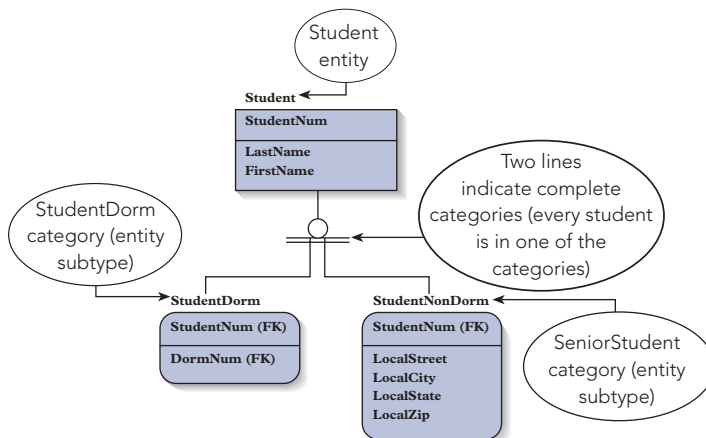 Student
entity
Student
StudentNum
LastName
FirstName
Two lines
indicate complete
categories (every student
is in one of the
categories)
StudentDorm
category (entity
subtype)
StudentDorm
StudentNum (FK)
DormNum (FK)
StudentNonDorm
StudentNum (FK)
LocalStreet
LocalCity
LocalState
LocalZip
SeniorStudent
category (entity
subtype)